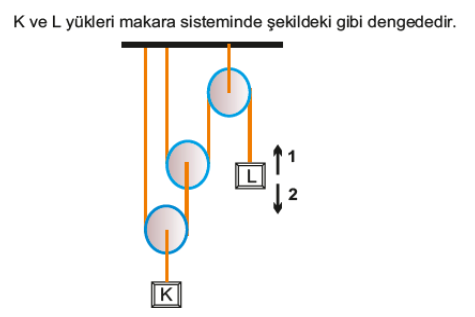 K ve L yükleri makara sisteminde şekildeki gibi dengededir.
1
L
2
K